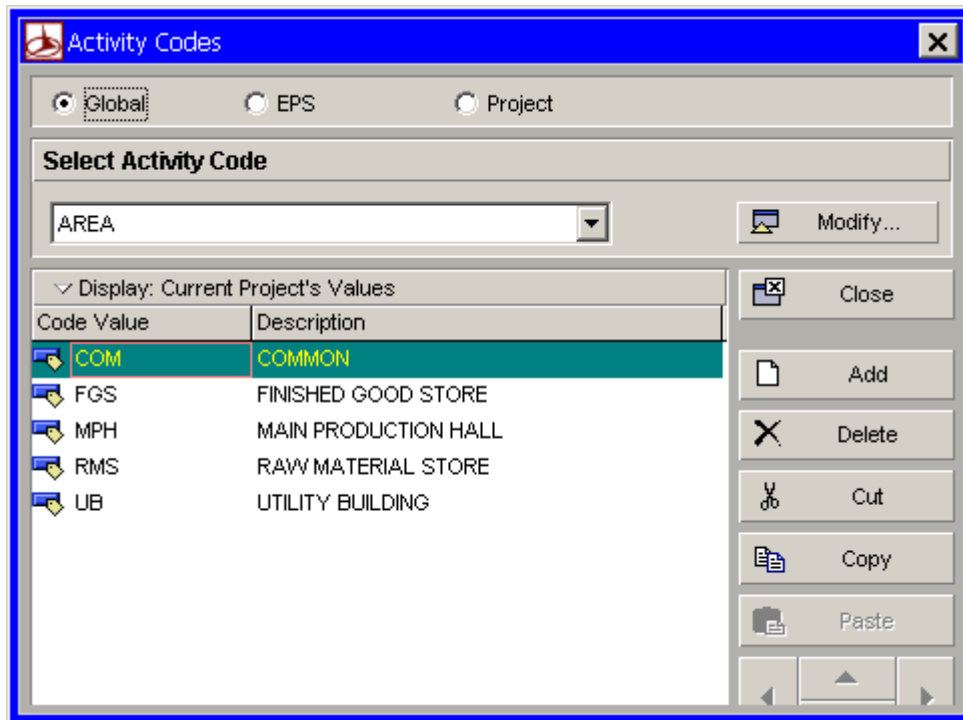 Activity Codes
Global EPS Project
Select Activity Code
AREA
Modify...
Display: Current Project's Values
Close
Code Value Description
COM COMMON
Add
FGS FINISHED GOOD STORE
MPH MAIN PRODUCTION HALL
Delete
RMS RAW MATERIAL STORE
UB UTILITY BUILDING
Cut
Copy
Paste